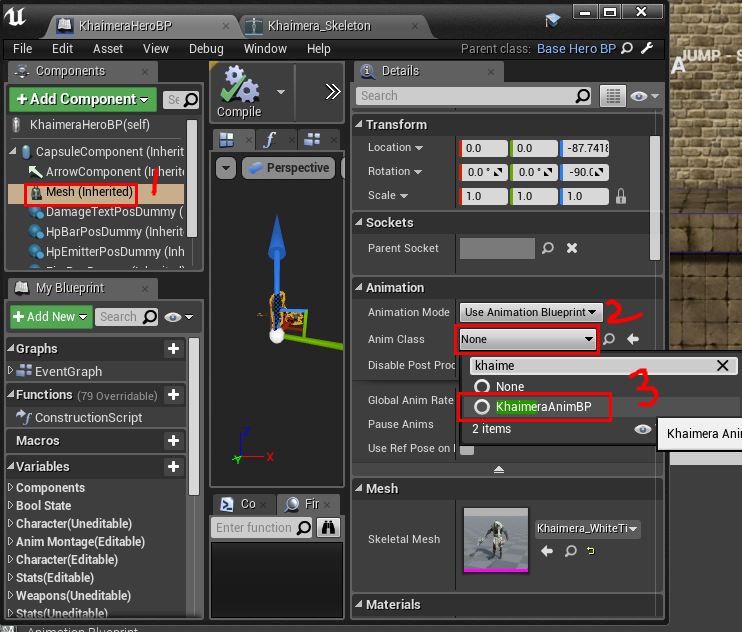 KhaimeraHeroBP
Khaimera_Skeleton
File Edit Asset View Debug Window Help
Parent class: Base Hero BP
JUMP - S
A
Components
+ Add Component
Se
KhaimeraHeroBP(self)
CapsuleComponent (Inherit
ArrowComponent (Inherite
Mesh (Inherited)
1
DamageTextPosDummy (
HpBarPosDummy (Inherite
HpEmitterPosDummy (Inh
My Blueprint
+ Add New
Search
Graphs
EventGraph
Functions (79 Overridable)
ConstructionScript
Macros
Variables
Components
Bool State
Character(Uneditable)
Anim Montage(Editable)
Character(Editable)
Stats(Editable)
Weapons(Uneditable)
Stats(Uneditable)
Compile
Perspective
Z
X
Y
Co
Fir
Enter function
Details
Search
Transform
Location 0.0 0.0 -87.7418
Rotation 0.0 ° 0.0 ° -90.0
Scale 1.0 1.0 1.0
Sockets
Parent Socket
Animation
Animation Mode Use Animation Blueprint
2
Anim Class None
Disable Post Proc
khaime
None
KhaimeraAnimBP
3
2 items
Khaimera Anin
Global Anim Rate
Pause Anims
Use Ref Pose on I
Mesh
Skeletal Mesh Khaimera_WhiteTi
Materials
Animation Blueprint